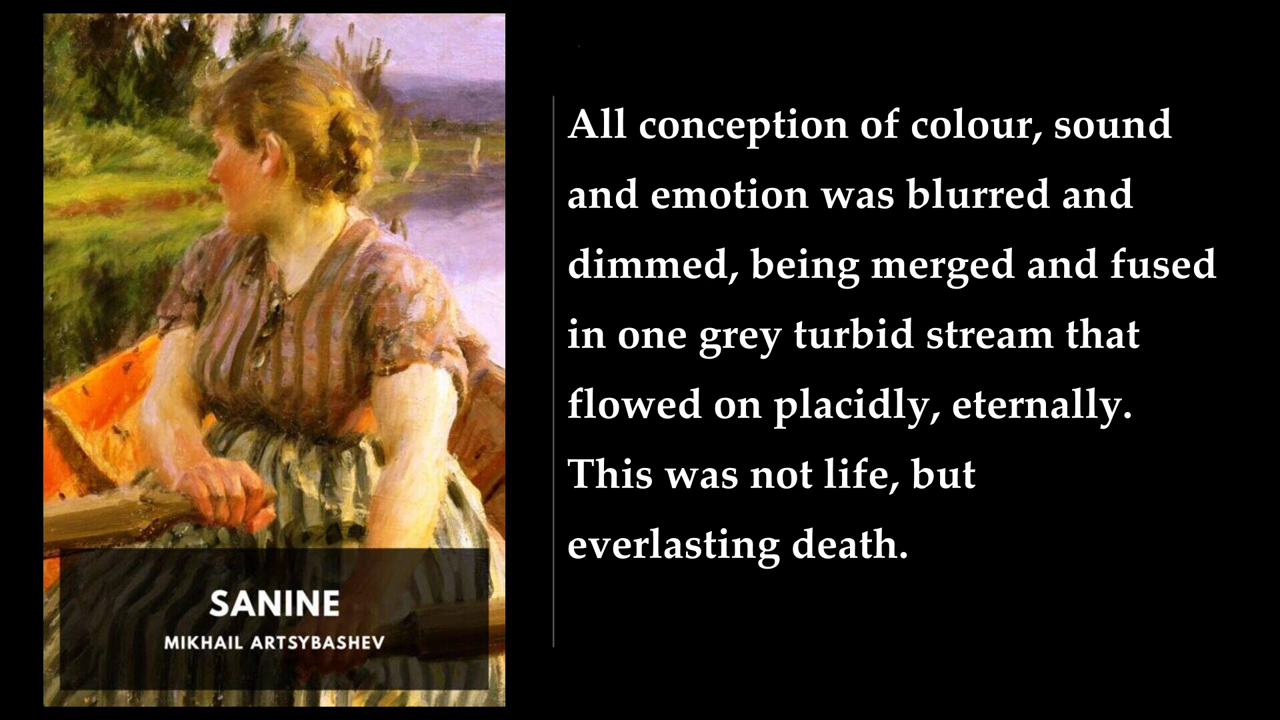 SANINE
MIKHAIL ARTSYBASHEV
All conception of colour, sound
and emotion was blurred and
dimmed, being merged and fused
in one grey turbid stream that
flowed on placidly, eternally.
This was not life, but
everlasting death.